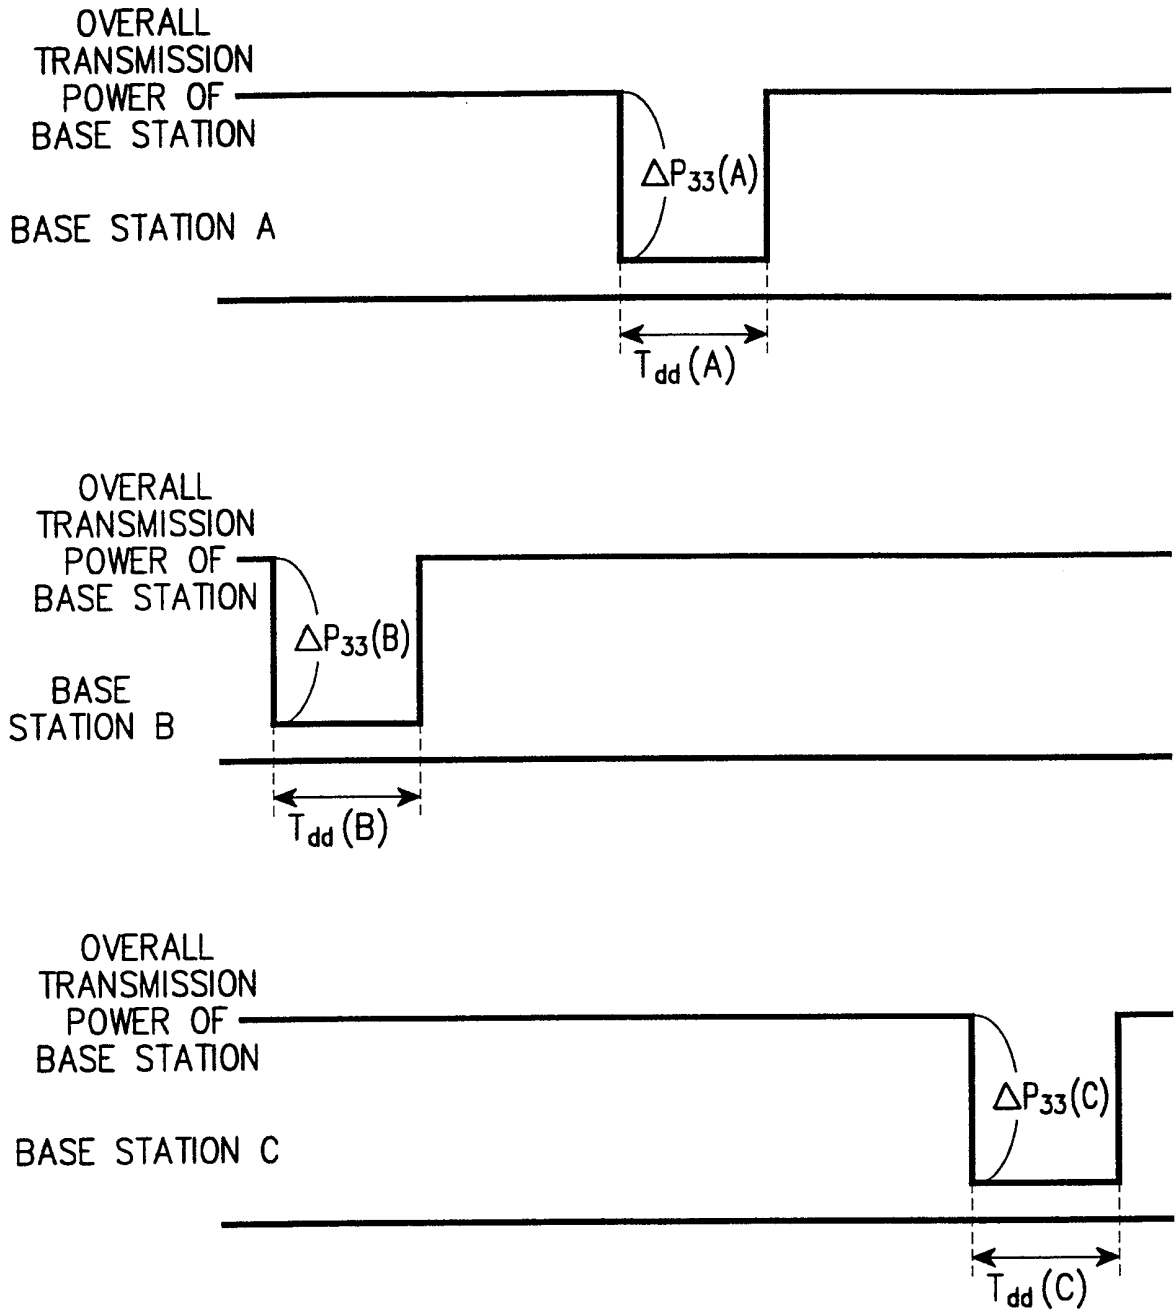 OVERALL
TRANSMISSION
POWER OF
BASE STATION
ΔP33(A)
BASE STATION A
Tdd(A)
OVERALL
TRANSMISSION
POWER OF
BASE STATION
ΔP33(B)
BASE
STATION B
Tdd(B)
OVERALL
TRANSMISSION
POWER OF
BASE STATION
ΔP33(C)
BASE STATION C
Tdd(C)